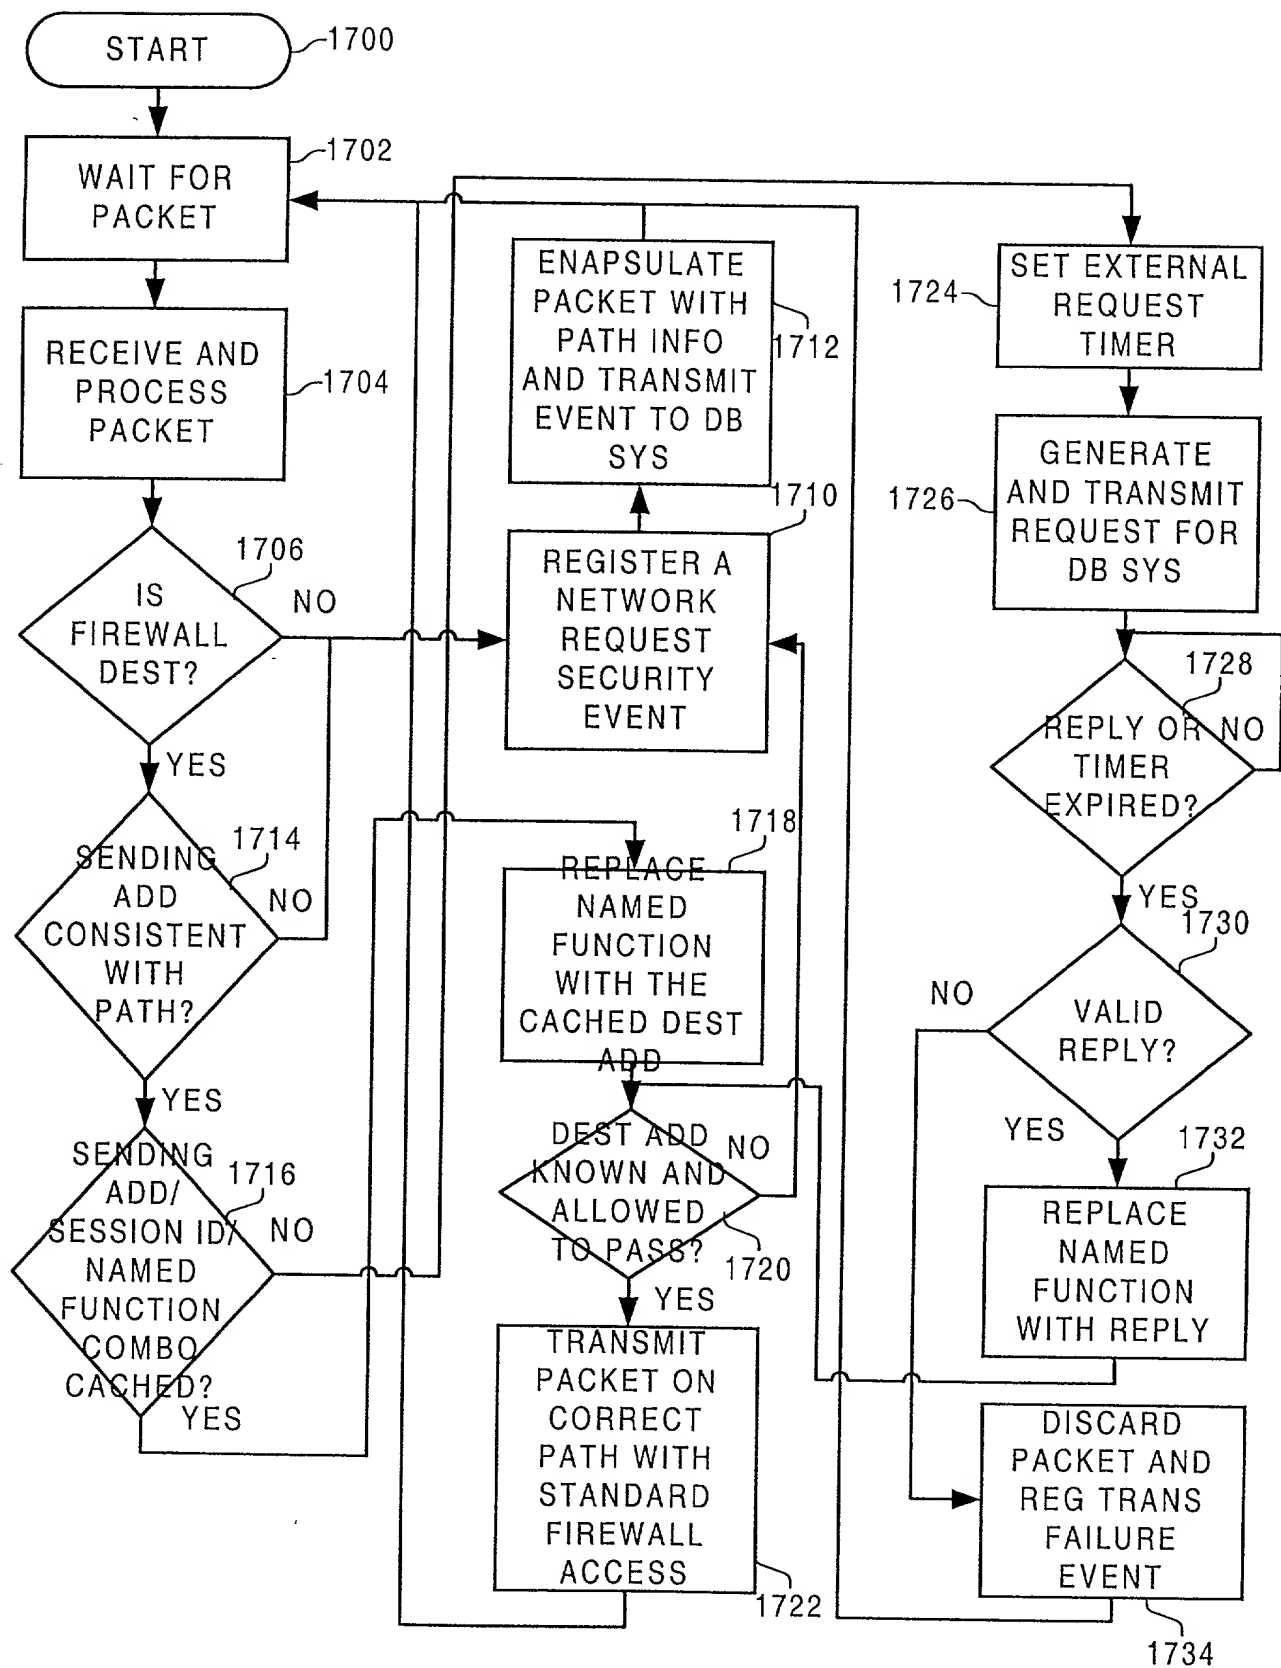 START
1700
WAIT FOR
PACKET
1702
RECEIVE AND
PROCESS
PACKET
1704
IS
FIREWALL
DEST?
1706
NO
YES
SENDING
ADD
CONSISTENT
WITH
PATH?
1714
NO
YES
SENDING
ADD/
SESSION ID/
NAMED
FUNCTION
COMBO
CACHED?
1716
NO
YES
ENAPSULATE
PACKET WITH
PATH INFO
AND TRANSMIT
EVENT TO DB
SYS
1712
REGISTER A
NETWORK
REQUEST
SECURITY
EVENT
1710
REPLACE
NAMED
FUNCTION
WITH THE
CACHED DEST
ADD
1718
DEST ADD
KNOWN AND
ALLOWED
TO PASS?
1720
NO
YES
TRANSMIT
PACKET ON
CORRECT
PATH WITH
STANDARD
FIREWALL
ACCESS
1722
SET EXTERNAL
REQUEST
TIMER
1724
GENERATE
AND TRANSMIT
REQUEST FOR
DB SYS
1726
REPLY OR
TIMER
EXPIRED?
1728
NO
YES
VALID
REPLY?
1730
NO
YES
REPLACE
NAMED
FUNCTION
WITH REPLY
1732
DISCARD
PACKET AND
REG TRANS
FAILURE
EVENT
1734